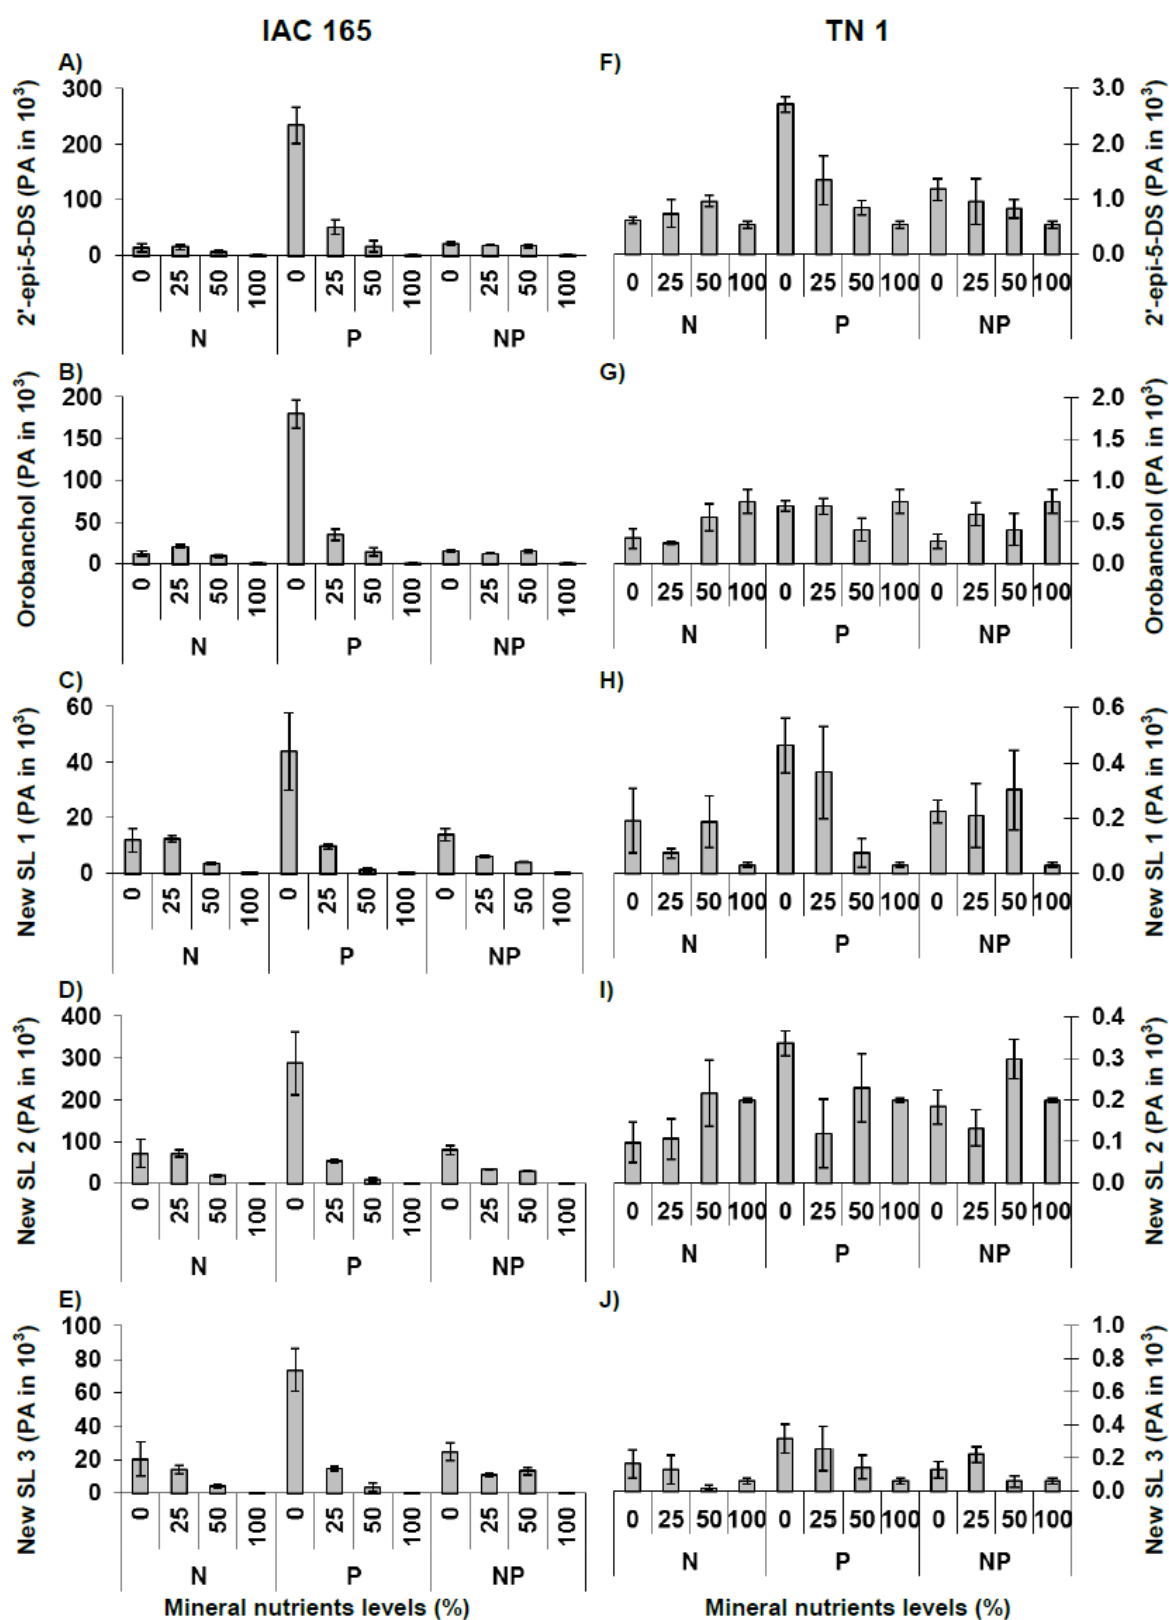 IAC 165
TN 1
A)
2'-epi-5-DS (PA in 10³)
300
200
100
0
0 25 50 100 0 25 50 100 0 25 50 100
N P NP
F)
2'-epi-5-DS (PA in 10³)
3.0
2.0
1.0
0.0
0 25 50 100 0 25 50 100 0 25 50 100
N P NP
B)
Orobanchol (PA in 10³)
200
150
100
50
0
0 25 50 100 0 25 50 100 0 25 50 100
N P NP
G)
Orobanchol (PA in 10³)
2.0
1.5
1.0
0.5
0.0
0 25 50 100 0 25 50 100 0 25 50 100
N P NP
C)
New SL 1 (PA in 10³)
60
40
20
0
0 25 50 100 0 25 50 100 0 25 50 100
N P NP
H)
New SL 1 (PA in 10³)
0.6
0.4
0.2
0.0
0 25 50 100 0 25 50 100 0 25 50 100
N P NP
D)
New SL 2 (PA in 10³)
400
300
200
100
0
0 25 50 100 0 25 50 100 0 25 50 100
N P NP
I)
New SL 2 (PA in 10³)
0.4
0.3
0.2
0.1
0.0
0 25 50 100 0 25 50 100 0 25 50 100
N P NP
E)
New SL 3 (PA in 10³)
100
80
60
40
20
0
0 25 50 100 0 25 50 100 0 25 50 100
N P NP
J)
New SL 3 (PA in 10³)
1.0
0.8
0.6
0.4
0.2
0.0
0 25 50 100 0 25 50 100 0 25 50 100
N P NP
Mineral nutrients levels (%)
Mineral nutrients levels (%)